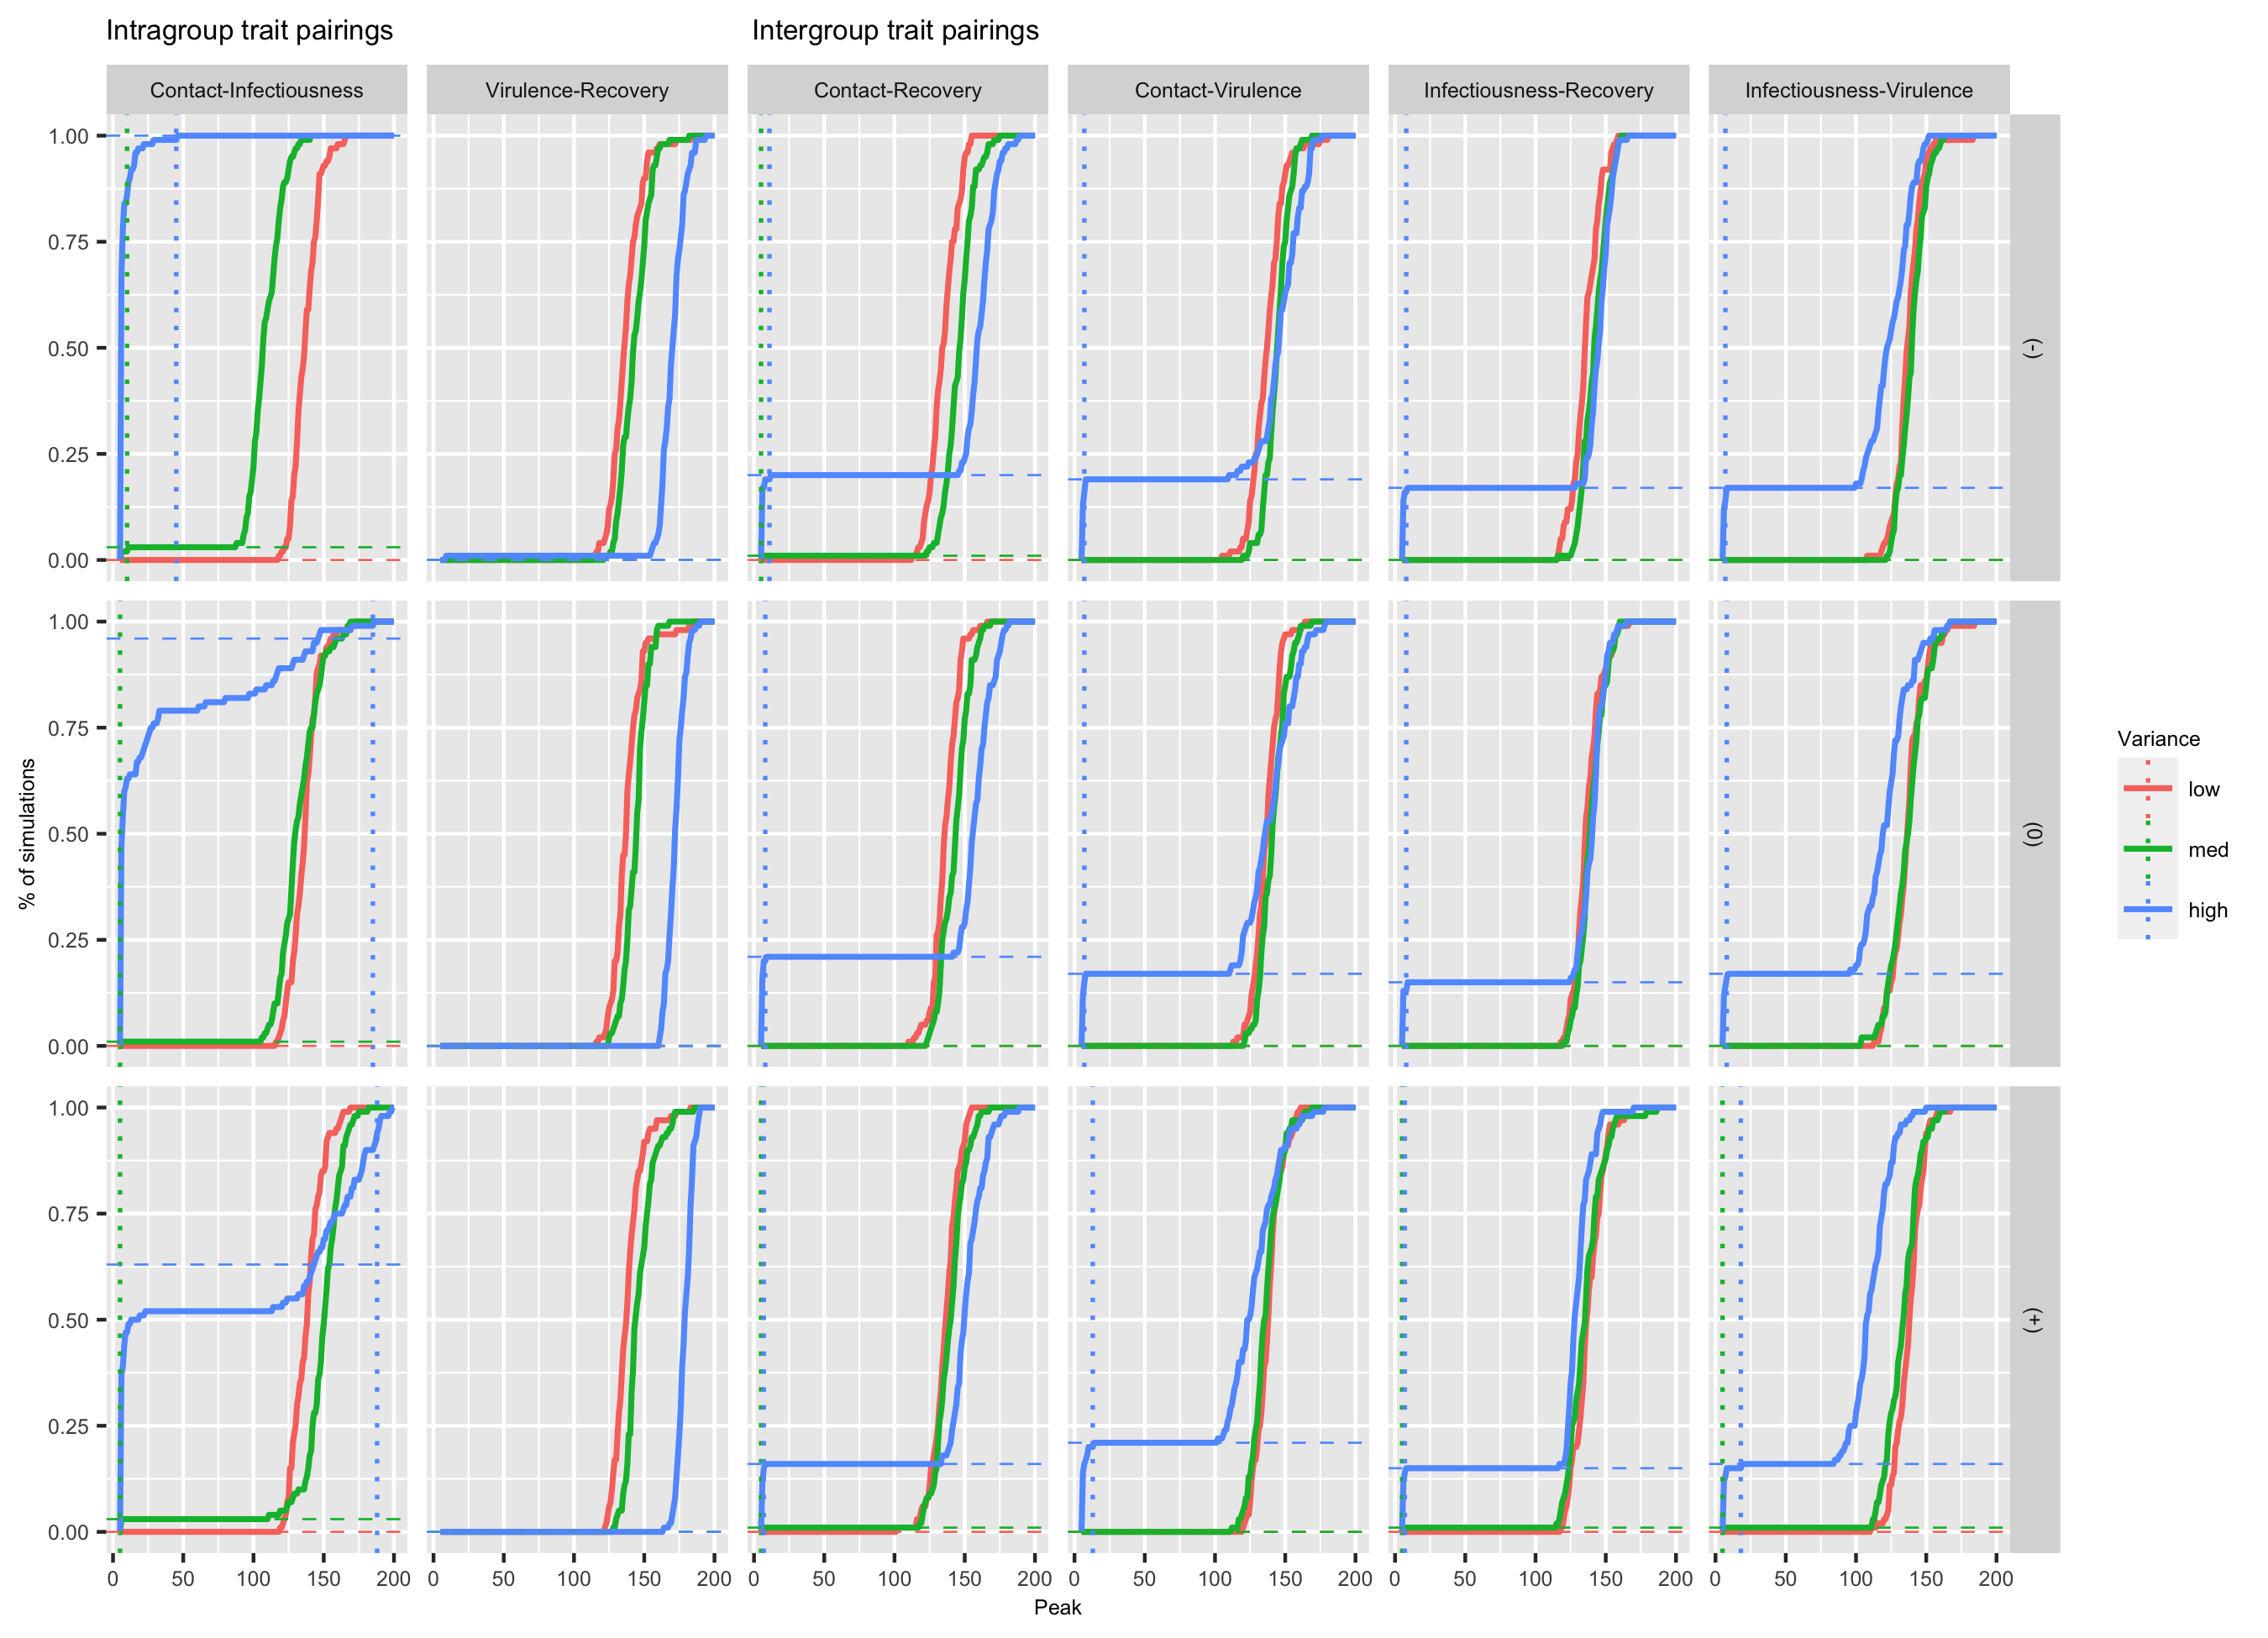 Intragroup trait pairings Intergroup trait pairings
Contact-Infectiousness Virulence-Recovery Contact-Recovery Contact-Virulence Infectiousness-Recovery Infectiousness-Virulence
1.00
0.75
0.50
0.25
0.00
(-)
1.00
0.75
0.50
0.25
0.00
(0)
1.00
0.75
0.50
0.25
0.00
(+)
% of simulations
0 50 100 150 200 0 50 100 150 200 0 50 100 150 200 0 50 100 150 200 0 50 100 150 200 0 50 100 150 200
Peak
Variance
low
med
high